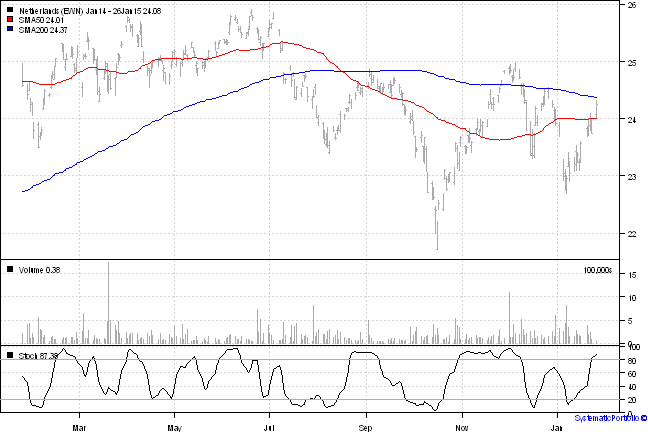 Netherlands (EWN) Jan14 - 26Jan15 24.08
SMA50 24.01
SMA200 24.37
26
25
24
23
22
Volume 0.38
100,000s
15
10
5
0
Stoch 87.38
100
80
60
40
20
0
Mar May Jul Sep Nov Jan
SystematicPortfolio ©